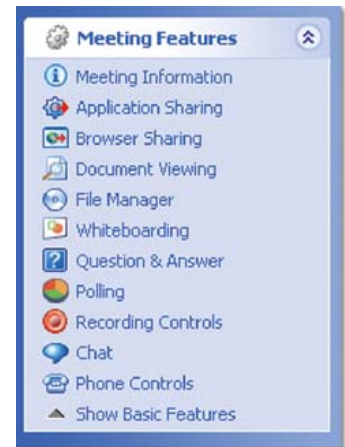 Meeting Features
Meeting Information
Application Sharing
Browser Sharing
Document Viewing
File Manager
Whiteboarding
Question & Answer
Polling
Recording Controls
Chat
Phone Controls
Show Basic Features